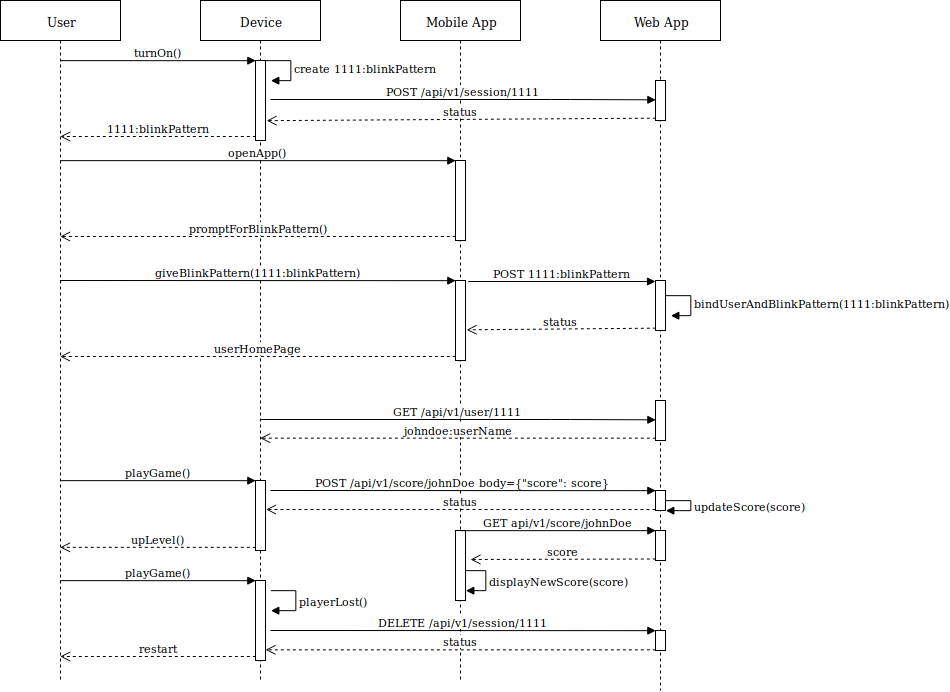 User
Device
Mobile App
Web App
turnOn()
create 1111:blinkPattern
POST /api/v1/session/1111
status
1111:blinkPattern
openApp()
promptForBlinkPattern()
giveBlinkPattern(1111:blinkPattern)
POST 1111:blinkPattern
bindUserAndBlinkPattern(1111:blinkPattern)
status
userHomePage
GET /api/v1/user/1111
johndoe:userName
playGame()
POST /api/v1/score/johnDoe body={"score": score}
status
updateScore(score)
GET api/v1/score/johnDoe
upLevel()
score
playGame()
displayNewScore(score)
playerLost()
DELETE /api/v1/session/1111
status
restart